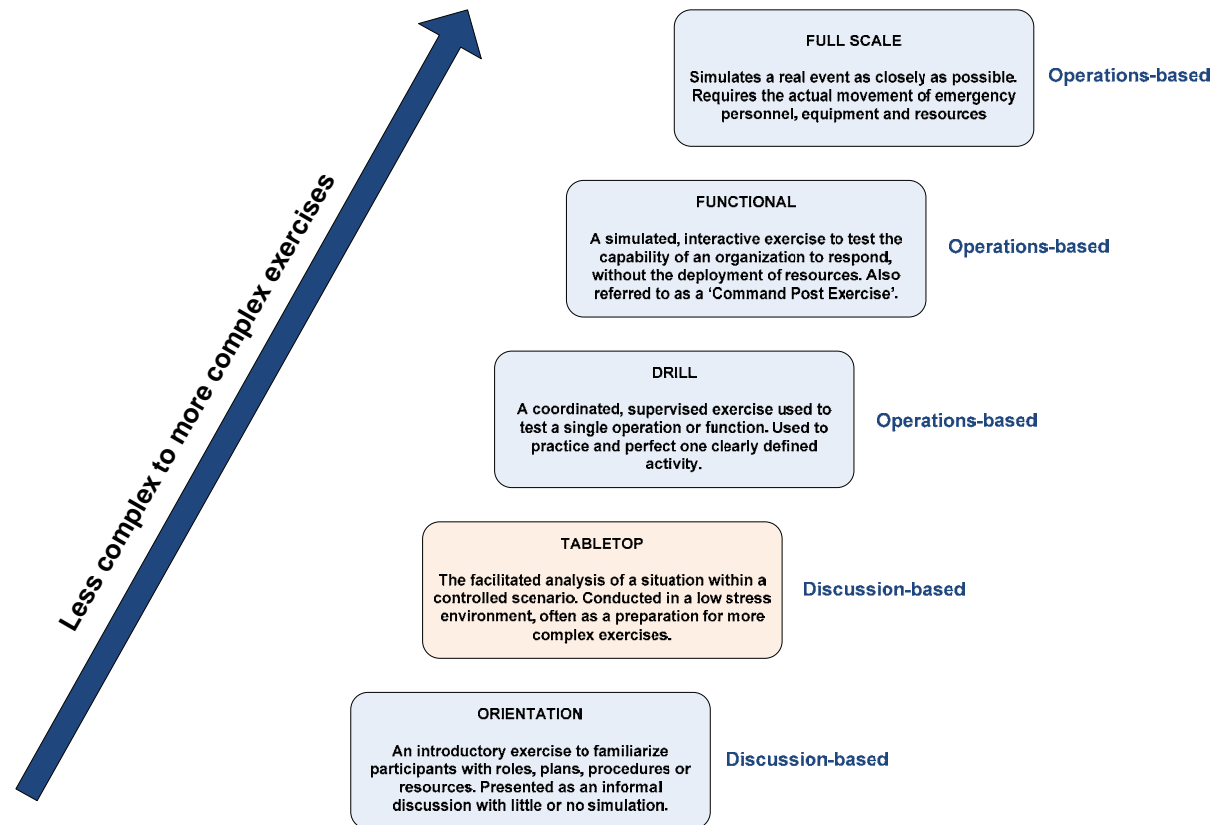 Less complex to more complex exercises
FULL SCALE
Simulates a real event as closely as possible.
Requires the actual movement of emergency
personnel, equipment and resources
Operations-based
FUNCTIONAL
A simulated, interactive exercise to test the
capability of an organization to respond,
without the deployment of resources. Also
referred to as a ‘Command Post Exercise’.
Operations-based
DRILL
A coordinated, supervised exercise used to
test a single operation or function. Used to
practice and perfect one clearly defined
activity.
Operations-based
TABLETOP
The facilitated analysis of a situation within a
controlled scenario. Conducted in a low stress
environment, often as a preparation for more
complex exercises.
Discussion-based
ORIENTATION
An introductory exercise to familiarize
participants with roles, plans, procedures or
resources. Presented as an informal
discussion with little or no simulation.
Discussion-based